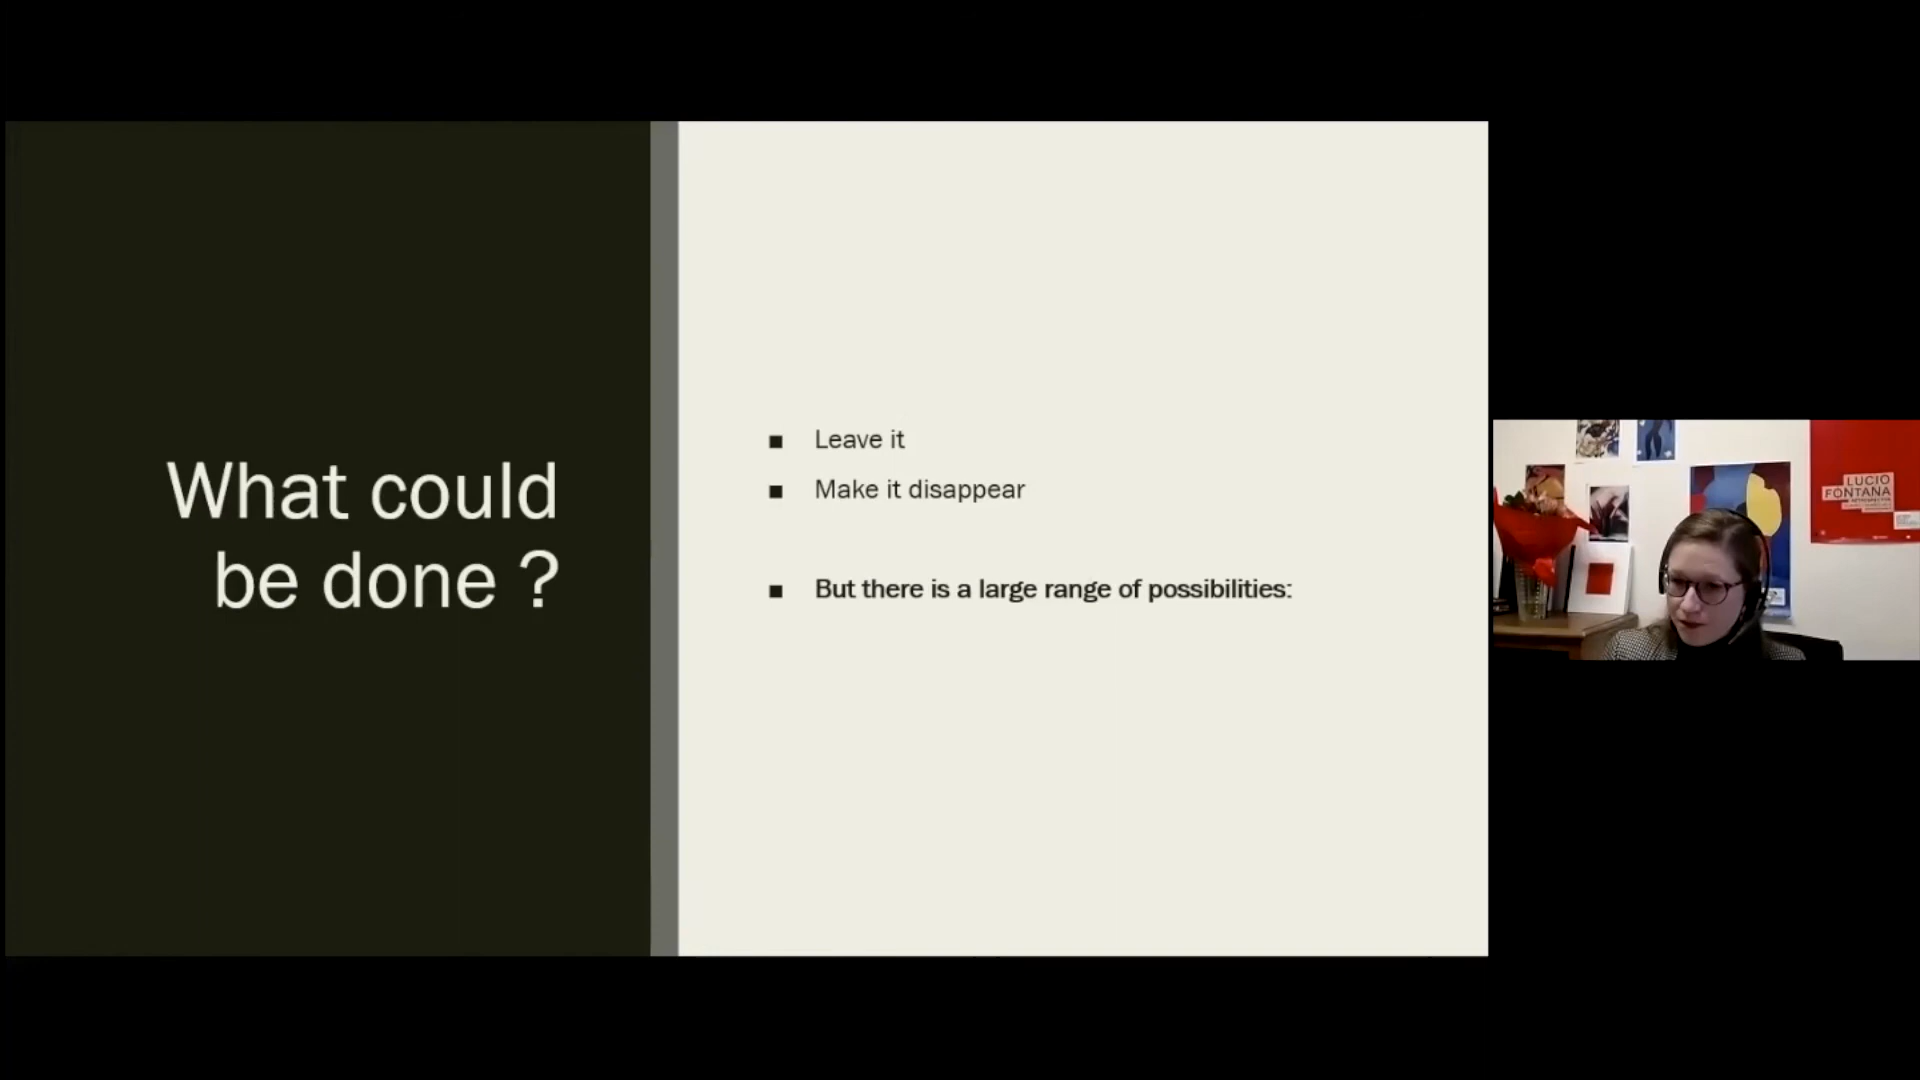 What could
be done ?
■ Leave it
■ Make it disappear
■ But there is a large range of possibilities:
LUCIO
FONTANA